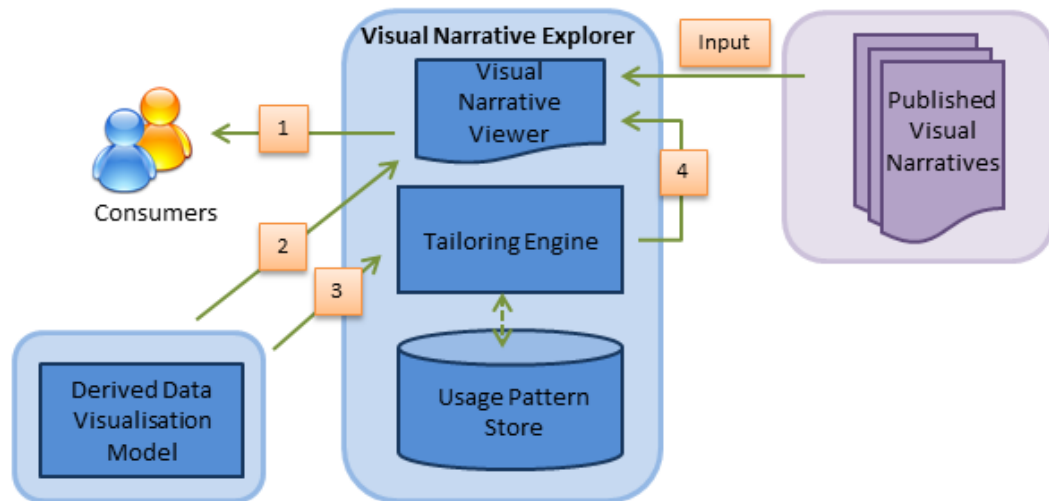 Visual Narrative Explorer
Input
Visual
Narrative
Viewer
Published
Visual
Narratives
1
4
Consumers
2
Tailoring Engine
3
Derived Data
Visualisation
Model
Usage Pattern
Store